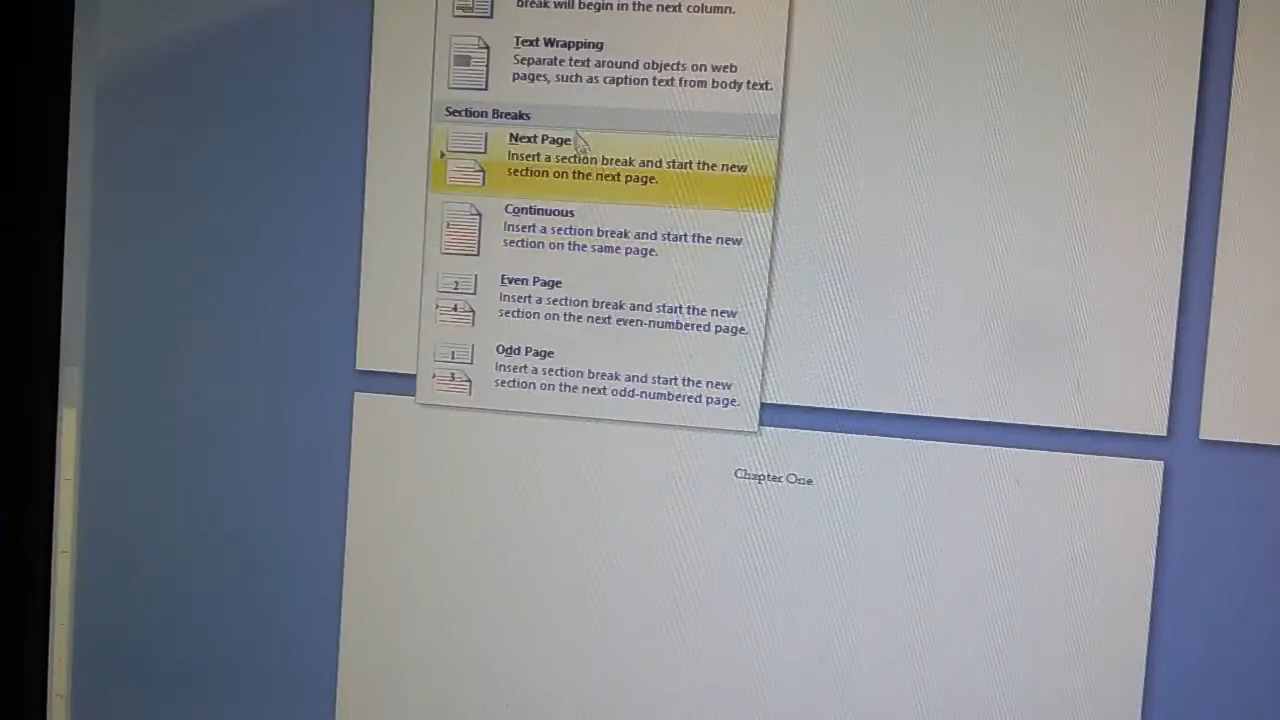 break will begin in the next column.
Text Wrapping
Separate text around objects on web
pages, such as caption text from body text.
Section Breaks
Next Page
Insert a section break and start the new
section on the next page.
Continuous
Insert a section break and start the new
section on the same page.
2
4
Even Page
Insert a section break and start the new
section on the next even-numbered page.
1
3
Odd Page
Insert a section break and start the new
section on the next odd-numbered page.
Chapter One